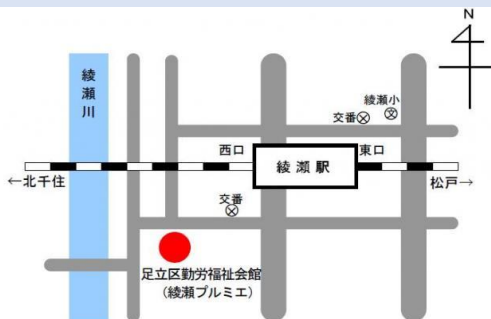 N
綾瀬川
綾瀬小
文
交番
西口
綾瀬駅
東口
←北千住
松戸→
交番
足立区勤労福祉会館
（綾瀬プルミエ）